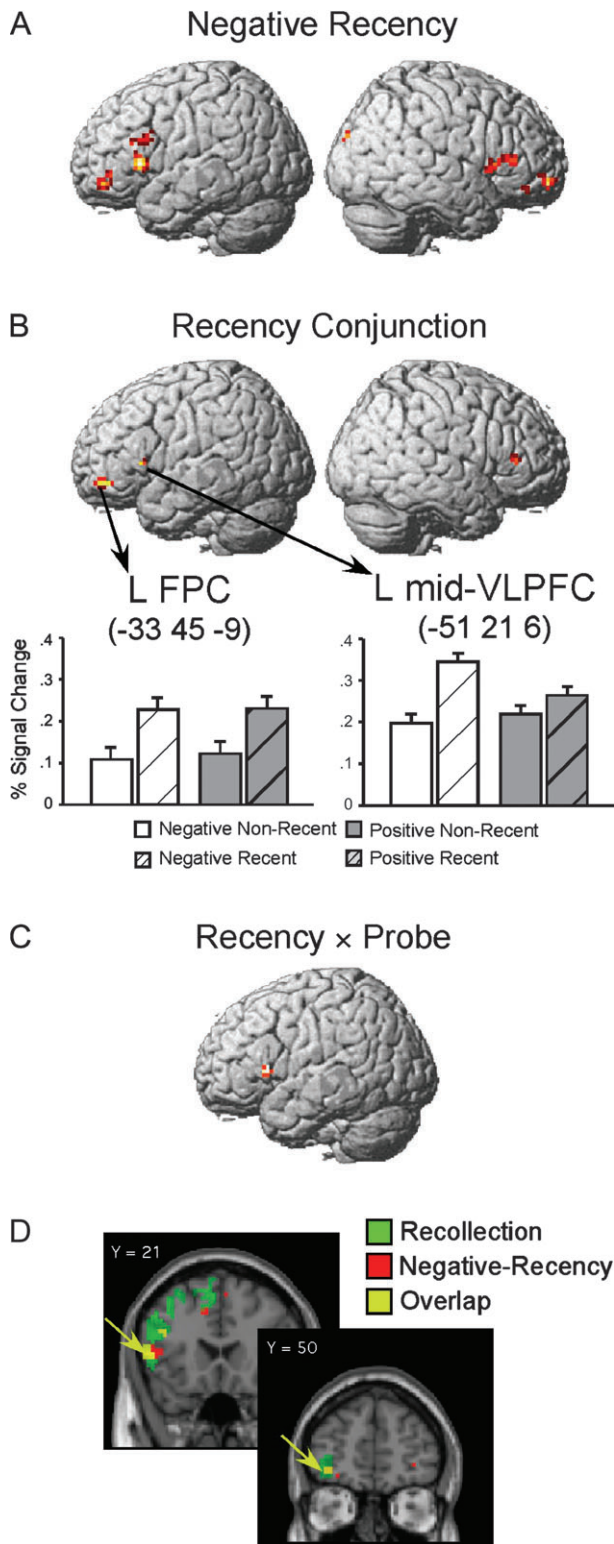 A
Negative Recency
B
Recency Conjunction
L FPC
(-33 45 -9)
L mid-VLPFC
(-51 21 6)
% Signal Change
.4
.3
.2
.1
0
.4
.3
.2
.1
0
Negative Non-Recent
Positive Non-Recent
Negative Recent
Positive Recent
C
Recency × Probe
D
Recollection
Negative-Recency
Overlap
Y = 21
Y = 50